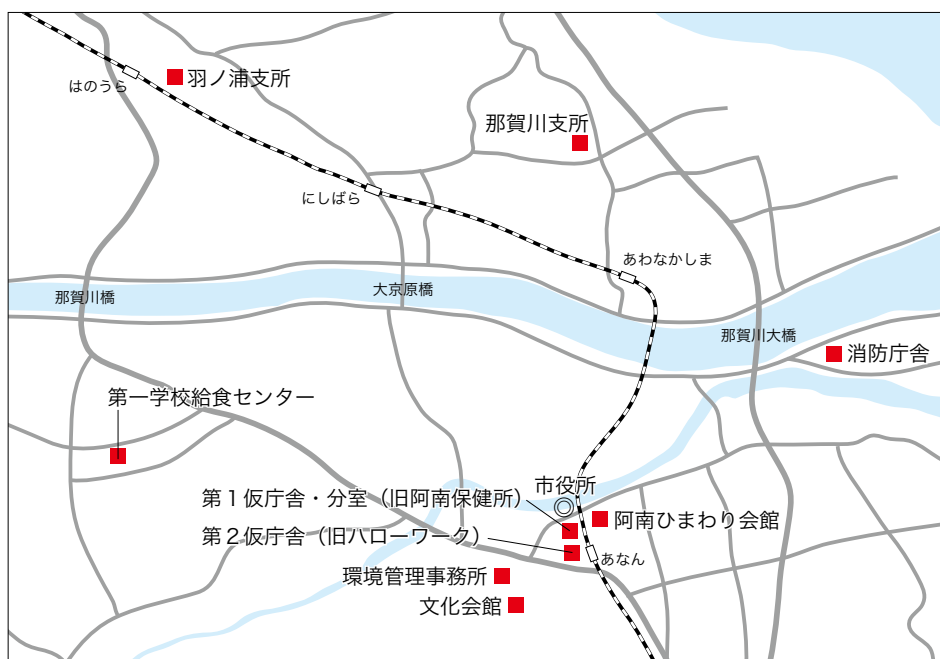 羽ノ浦支所
はのうら
那賀川支所
にしばら
あわなかしま
那賀川橋
大京原橋
那賀川大橋
消防庁舎
第一学校給食センター
市役所
第１仮庁舎・分室（旧阿南保健所）
阿南ひまわり会館
第２仮庁舎（旧ハローワーク）
あなん
環境管理事務所
文化会館